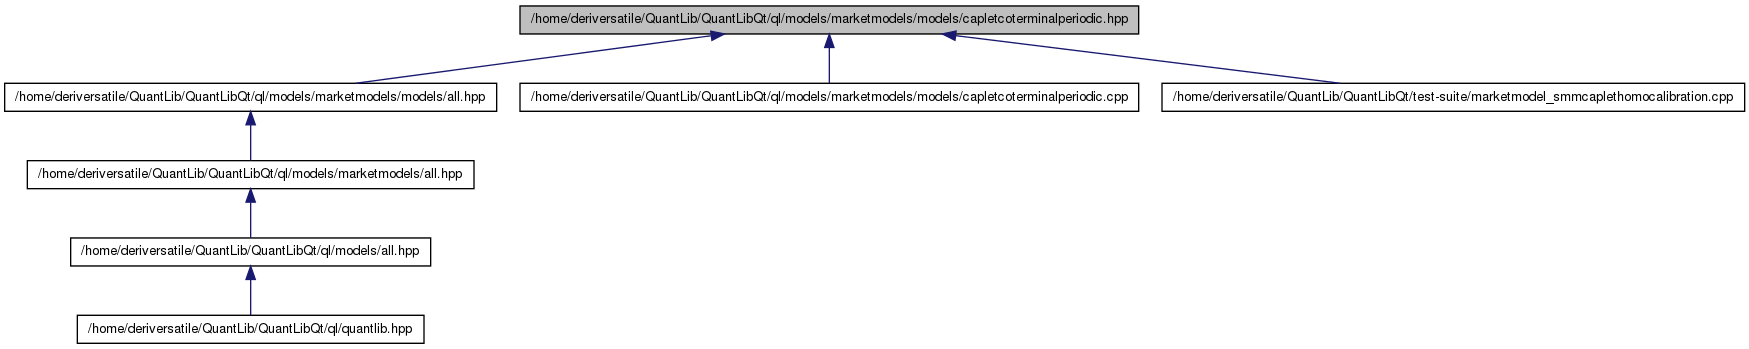 /home/deriversatile/QuantLib/QuantLibQt/ql/models/marketmodels/models/capletcoterminalperiodic.hpp
/home/deriversatile/QuantLib/QuantLibQt/ql/models/marketmodels/models/all.hpp
/home/deriversatile/QuantLib/QuantLibQt/ql/models/marketmodels/models/capletcoterminalperiodic.cpp
/home/deriversatile/QuantLib/QuantLibQt/test-suite/marketmodel_smmcaplethomocalibration.cpp
/home/deriversatile/QuantLib/QuantLibQt/ql/models/marketmodels/all.hpp
/home/deriversatile/QuantLib/QuantLibQt/ql/models/all.hpp
/home/deriversatile/QuantLib/QuantLibQt/ql/quantlib.hpp